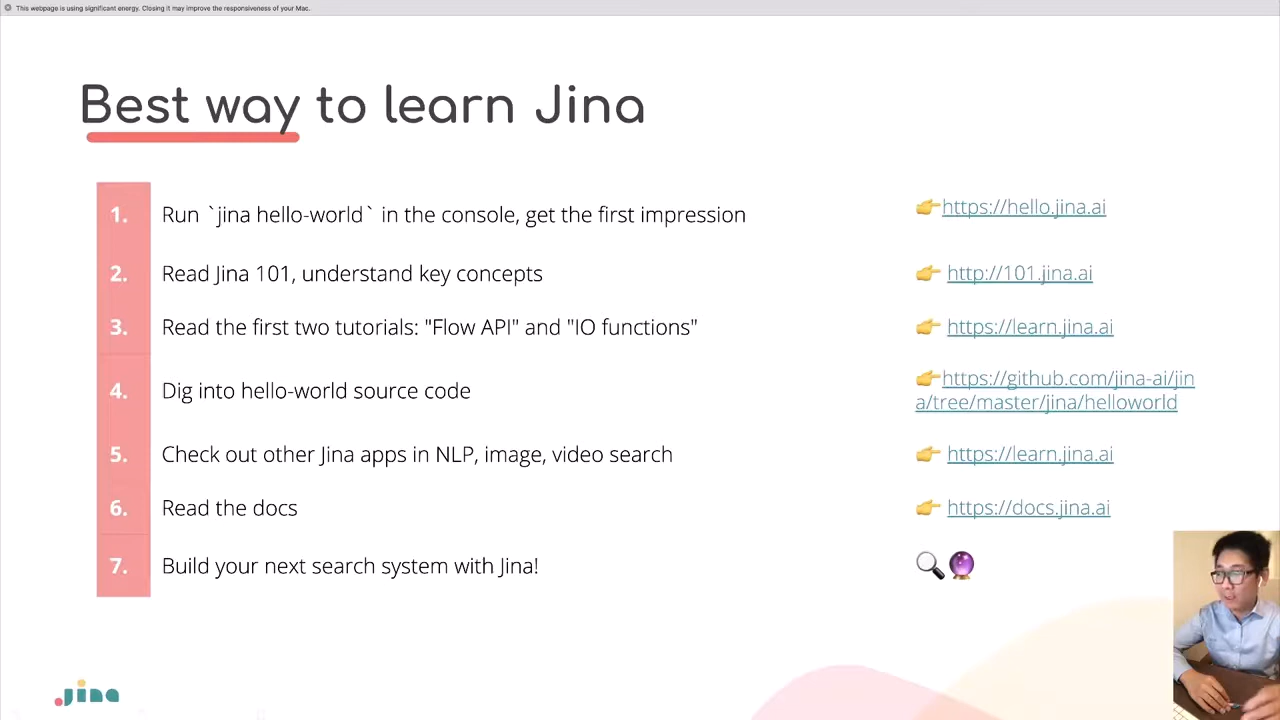 This webpage is using significant energy. Closing it may improve the responsiveness of your Mac.
Best way to learn Jina
1. Run `jina hello-world` in the console, get the first impression 👉https://hello.jina.ai
2. Read Jina 101, understand key concepts 👉 http://101.jina.ai
3. Read the first two tutorials: "Flow API" and "IO functions" 👉 https://learn.jina.ai
4. Dig into hello-world source code 👉https://github.com/jina-ai/jin
a/tree/master/jina/helloworld
5. Check out other Jina apps in NLP, image, video search 👉 https://learn.jina.ai
6. Read the docs 👉 https://docs.jina.ai
7. Build your next search system with Jina! 🔍🔮
jina